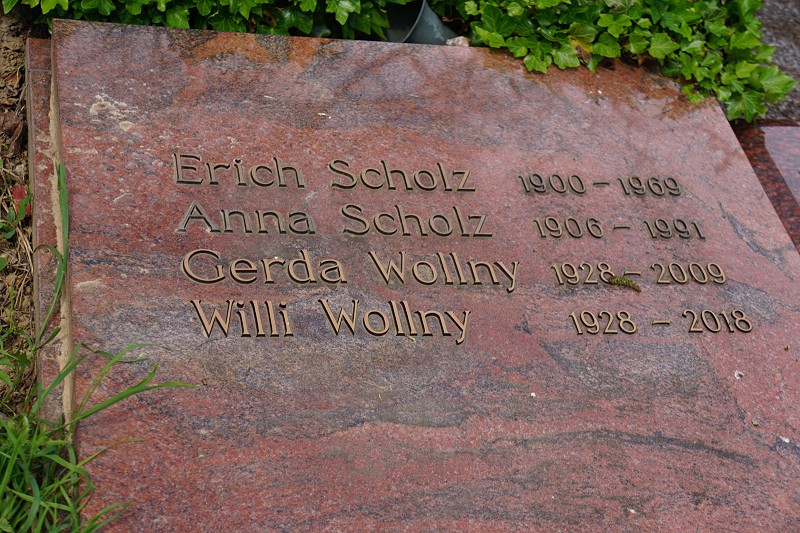 Erich Scholz 1900 – 1969
Anna Scholz 1906 – 1991
Gerda Wollny 1928 – 2009
Willi Wollny 1928 – 2018